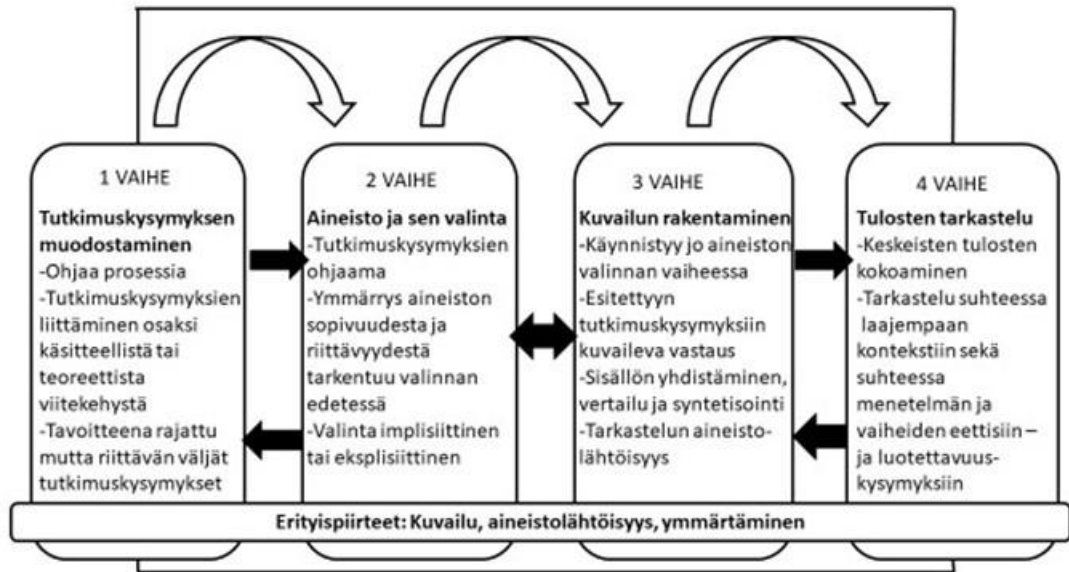 1 VAIHE
Tutkimuskysymyksen
muodostaminen
-Ohjaa prosessia
-Tutkimuskysymyksien
liittäminen osaksi
käsitteellistä tai
teoreettista
viitekehystä
-Tavoitteena rajattu
mutta riittävän väljät
tutkimuskysymykset
2 VAIHE
Aineisto ja sen valinta
-Tutkimuskysymyksien
ohjaama
-Ymmärrys aineiston
sopivuudesta ja
riittävyydestä
tarkentuu valinnan
edetessä
-Valinta implisiittinen
tai eksplisiittinen
3 VAIHE
Kuvailun rakentaminen
-Käynnistyy jo aineiston
valinnan vaiheessa
-Esitettyyn
tutkimuskysymyksiin
kuvaileva vastaus
-Sisällön yhdistäminen,
vertailu ja syntetisointi
-Tarkastelun aineisto-
lähtöisyys
4 VAIHE
Tulosten tarkastelu
-Keskeisten tulosten
kokoaminen
-Tarkastelu suhteessa
laajempaan
kontekstiin sekä
suhteessa
menetelmän ja
vaiheiden eettisiin –
ja luotettavuus-
kysymyksiin
Erityispiirteet: Kuvailu, aineistolähtöisyys, ymmärtäminen